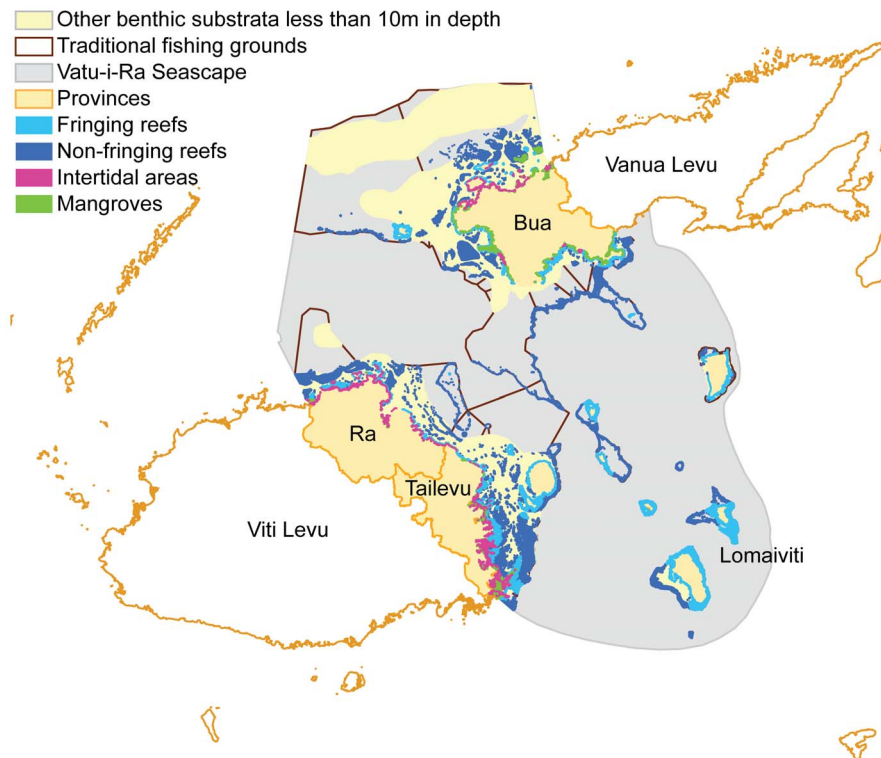 Other benthic substrata less than 10m in depth
Traditional fishing grounds
Vatu-i-Ra Seascape
Provinces
Fringing reefs
Non-fringing reefs
Intertidal areas
Mangroves
Vanua Levu
Bua
Ra
Tailevu
Viti Levu
Lomaiviti